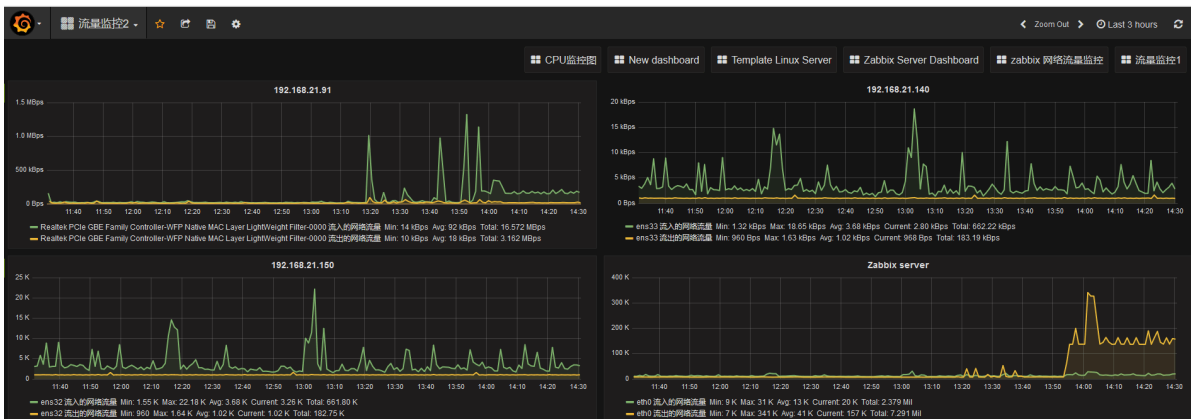 流量监控2
Zoom Out
Last 3 hours
CPU监控图
New dashboard
Template Linux Server
Zabbix Server Dashboard
zabbix 网络流量监控
流量监控1
192.168.21.91
1.5 MBps
1.0 MBps
500 kBps
0 Bps
11:40 11:50 12:00 12:10 12:20 12:30 12:40 12:50 13:00 13:10 13:20 13:30 13:40 13:50 14:00 14:10 14:20 14:30
Realtek PCIe GBE Family Controller-WFP Native MAC Layer LightWeight Filter-0000 流入的网络流量 Min: 14 kBps Avg: 92 kBps Total: 16.572 MBps
Realtek PCIe GBE Family Controller-WFP Native MAC Layer LightWeight Filter-0000 流出的网络流量 Min: 10 kBps Avg: 18 kBps Total: 3.162 MBps
192.168.21.140
20 kBps
15 kBps
10 kBps
5 kBps
0 Bps
11:40 11:50 12:00 12:10 12:20 12:30 12:40 12:50 13:00 13:10 13:20 13:30 13:40 13:50 14:00 14:10 14:20 14:30
ens33 流入的网络流量 Min: 1.32 kBps Max: 18.65 kBps Avg: 3.68 kBps Current: 2.80 kBps Total: 662.22 kBps
ens33 流出的网络流量 Min: 960 Bps Max: 1.63 kBps Avg: 1.02 kBps Current: 968 Bps Total: 183.19 kBps
192.168.21.150
25 K
20 K
15 K
10 K
5 K
0
11:40 11:50 12:00 12:10 12:20 12:30 12:40 12:50 13:00 13:10 13:20 13:30 13:40 13:50 14:00 14:10 14:20 14:30
ens32 流入的网络流量 Min: 1.55 K Max: 22.18 K Avg: 3.68 K Current: 3.26 K Total: 661.80 K
ens32 流出的网络流量 Min: 960 Max: 1.64 K Avg: 1.02 K Current: 1.02 K Total: 182.75 K
Zabbix server
400 K
300 K
200 K
100 K
0
11:40 11:50 12:00 12:10 12:20 12:30 12:40 12:50 13:00 13:10 13:20 13:30 13:40 13:50 14:00 14:10 14:20 14:30
eth0 流入的网络流量 Min: 9 K Max: 31 K Avg: 13 K Current: 20 K Total: 2.379 Mil
eth0 流出的网络流量 Min: 7 K Max: 341 K Avg: 41 K Current: 157 K Total: 7.291 Mil